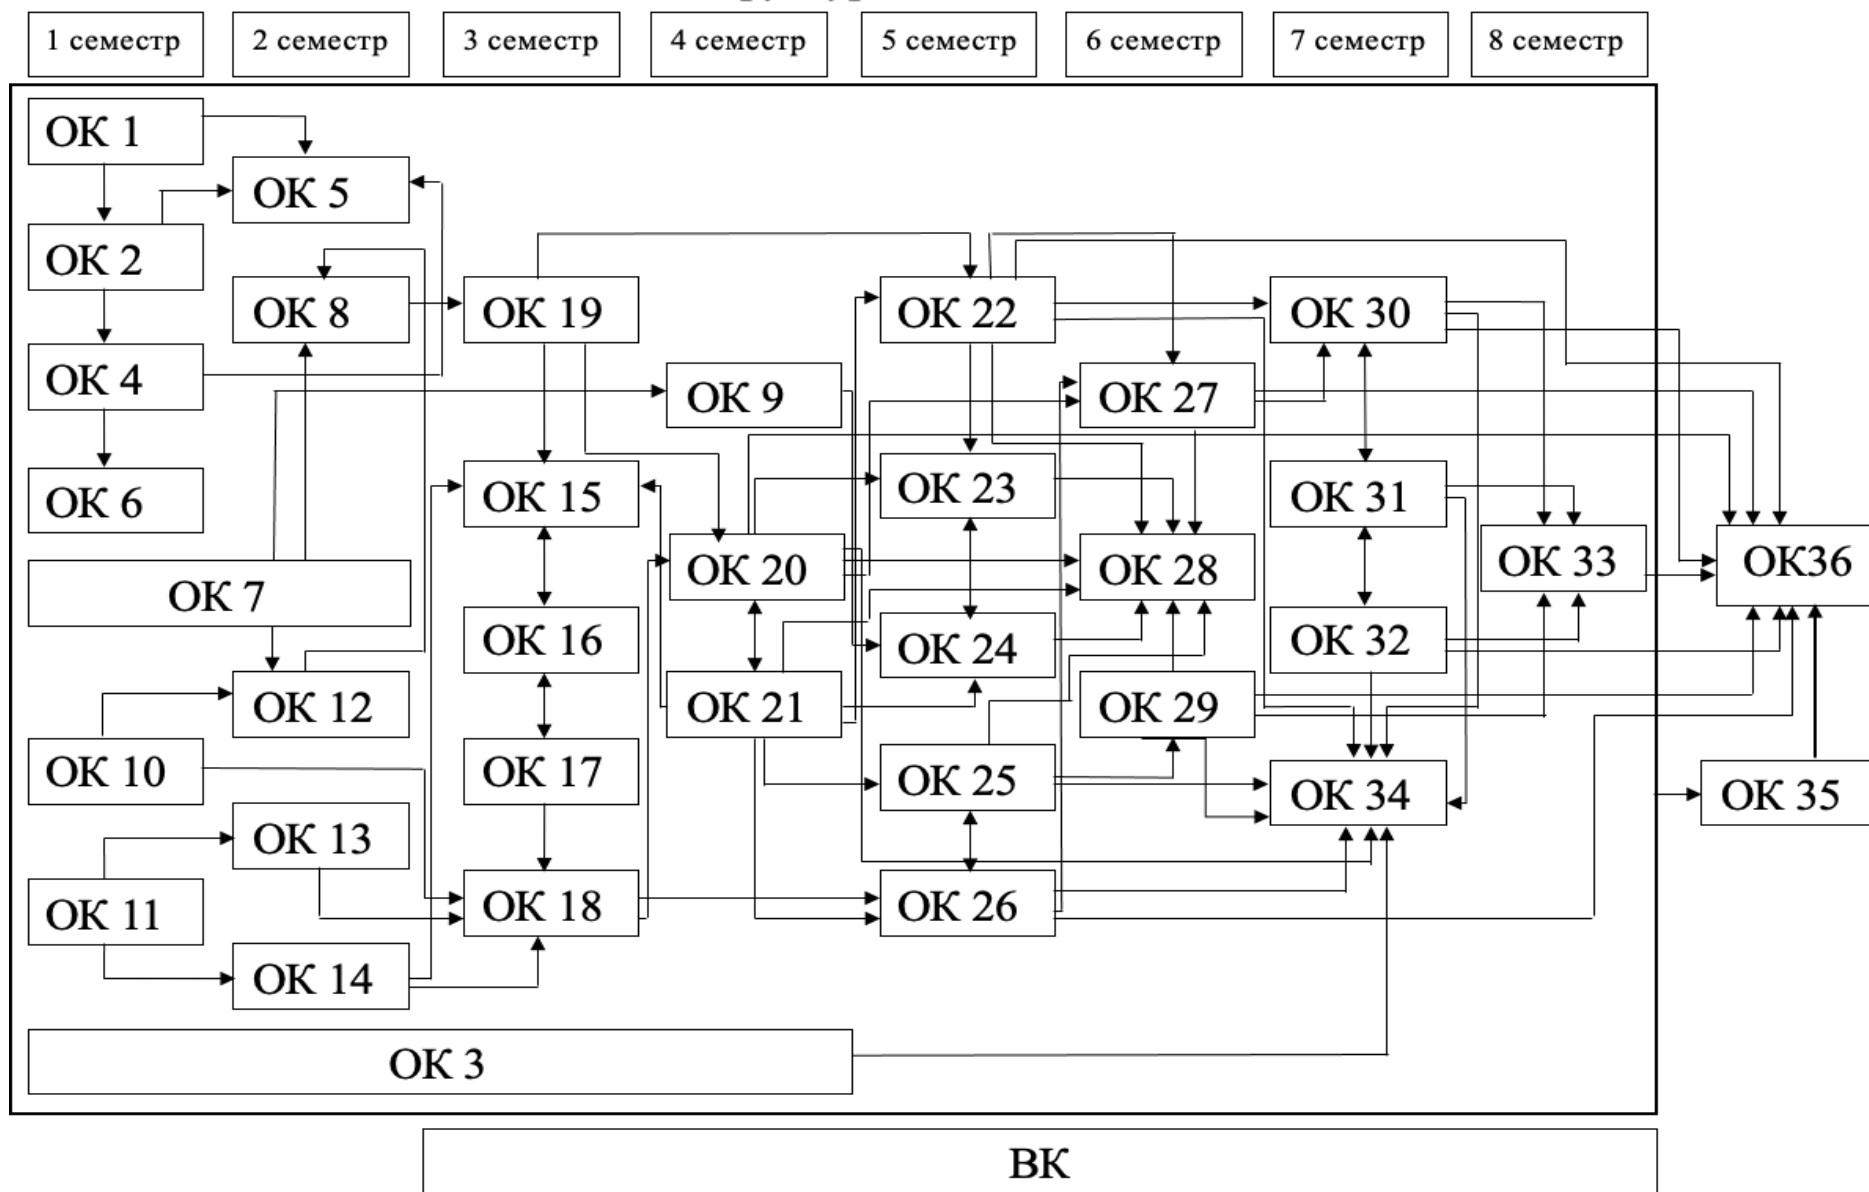 1 семестр 2 семестр 3 семестр 4 семестр 5 семестр 6 семестр 7 семестр 8 семестр
ОК 1
ОК 5
ОК 2
ОК 8 ОК 19 ОК 22 ОК 30
ОК 4 ОК 9 ОК 27
ОК 6 ОК 15 ОК 23 ОК 31
ОК 20 ОК 28 ОК 33 ОК36
ОК 7
ОК 16 ОК 24 ОК 32
ОК 12 ОК 21 ОК 29
ОК 10 ОК 17 ОК 25 ОК 34 ОК 35
ОК 13
ОК 11 ОК 18 ОК 26
ОК 14
ОК 3
ВК